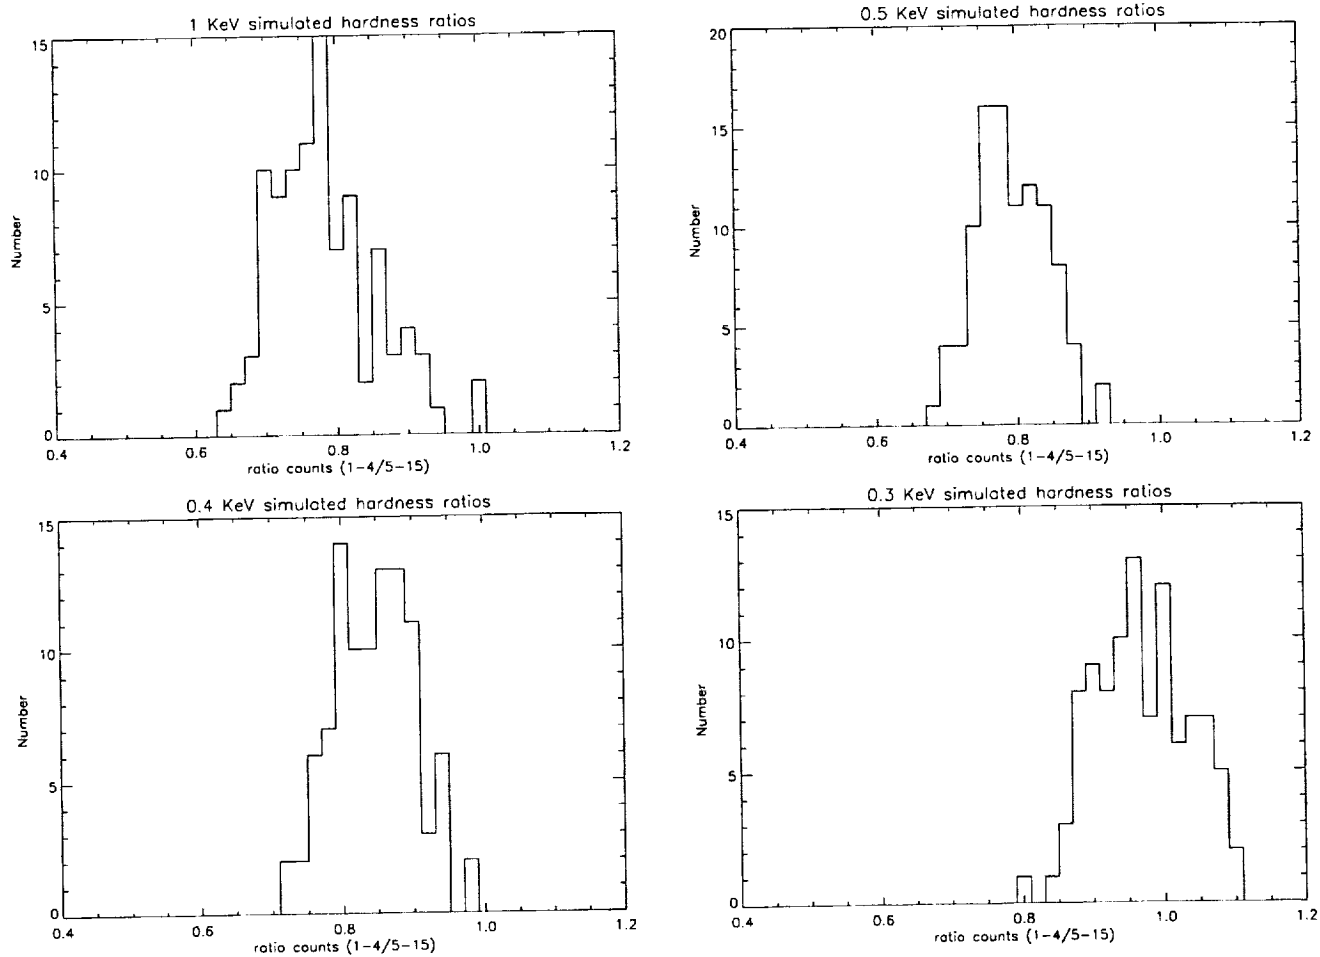 1 KeV simulated hardness ratios
15
10
5
0
Number
0.4 0.6 0.8 1.0 1.2
ratio counts (1-4/5-15)
0.5 KeV simulated hardness ratios
20
15
10
5
0
Number
0.4 0.6 0.8 1.0 1.2
ratio counts (1-4/5-15)
0.4 KeV simulated hardness ratios
15
10
5
0
Number
0.4 0.6 0.8 1.0 1.2
ratio counts (1-4/5-15)
0.3 KeV simulated hardness ratios
15
10
5
0
Number
0.4 0.6 0.8 1.0 1.2
ratio counts (1-4/5-15)